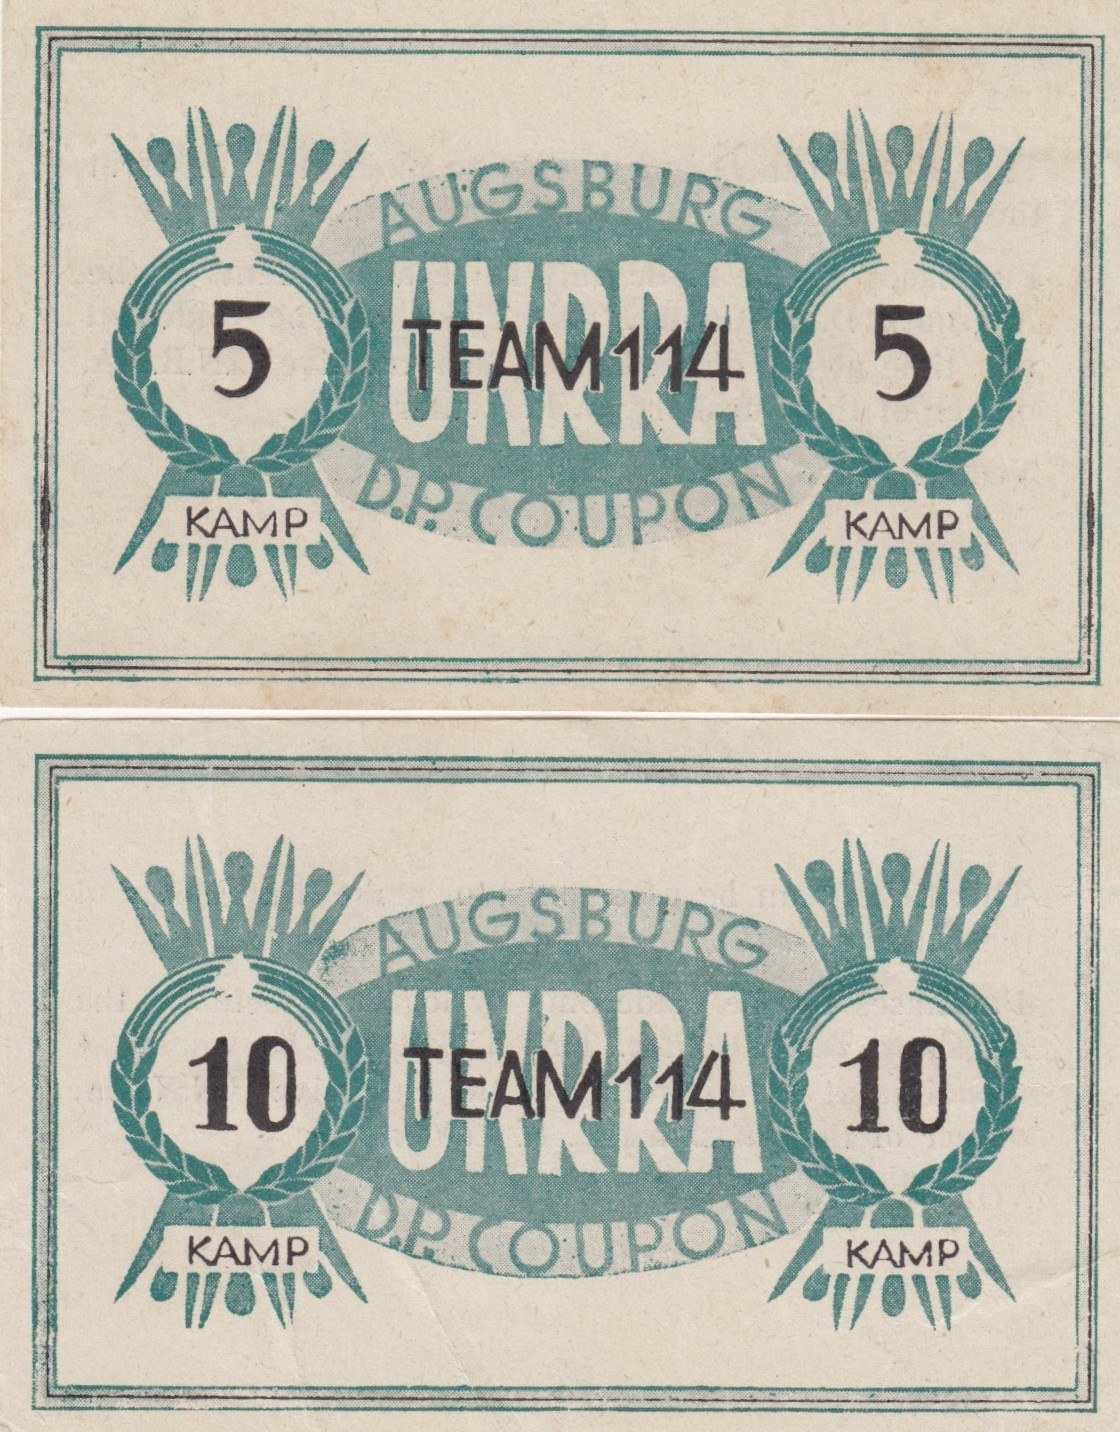 AUGSBURG
UNRRA
5 TEAM 114 5
D.P. COUPON
KAMP KAMP
AUGSBURG
UNRRA
10 TEAM 114 10
D.P. COUPON
KAMP KAMP